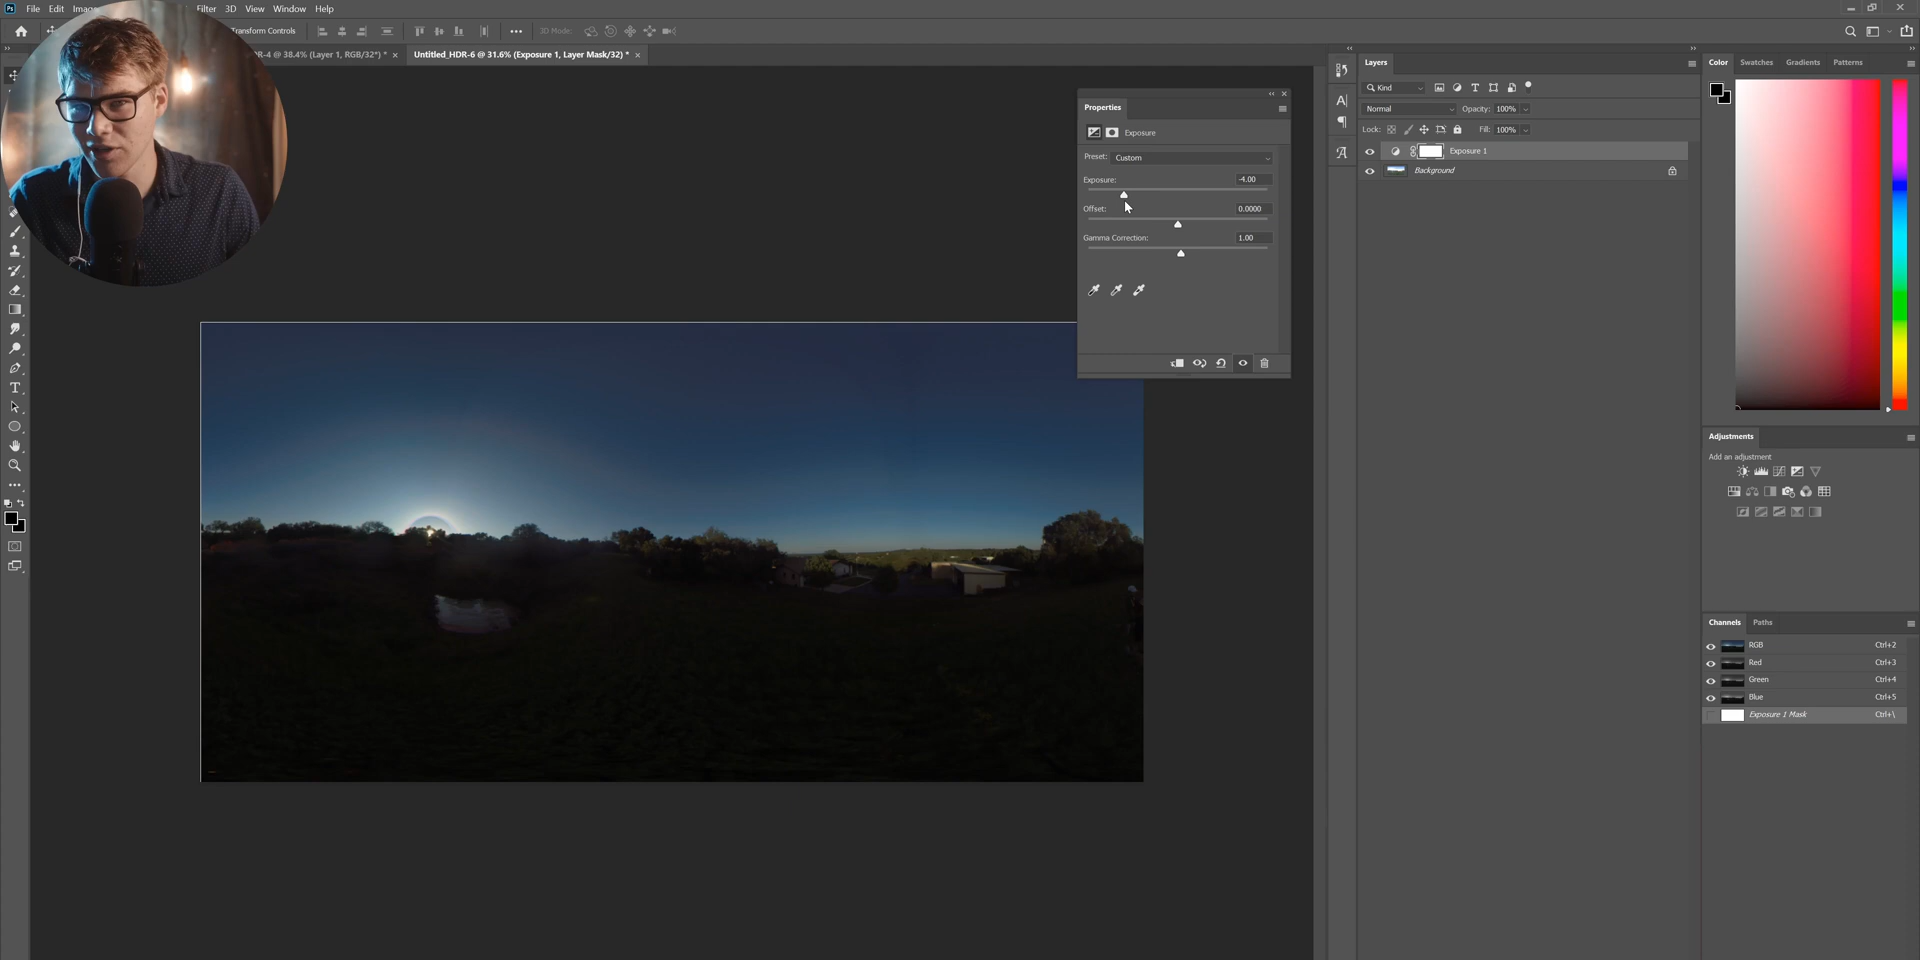 Ps File Edit Image Filter 3D View Window Help
Transform Controls 3D Mode:
R-4 @ 38.4% (Layer 1, RGB/32*) * × Untitled_HDR-6 @ 31.6% (Exposure 1, Layer Mask/32) * ×
Properties
Exposure
Preset: Custom
Exposure: -4.00
Offset: 0.0000
Gamma Correction: 1.00
Layers
Kind
Normal Opacity: 100%
Lock: Fill: 100%
Exposure 1
Background
Color Swatches Gradients Patterns
Adjustments
Add an adjustment
Channels Paths
RGB Ctrl+2
Red Ctrl+3
Green Ctrl+4
Blue Ctrl+5
Exposure 1 Mask Ctrl+\